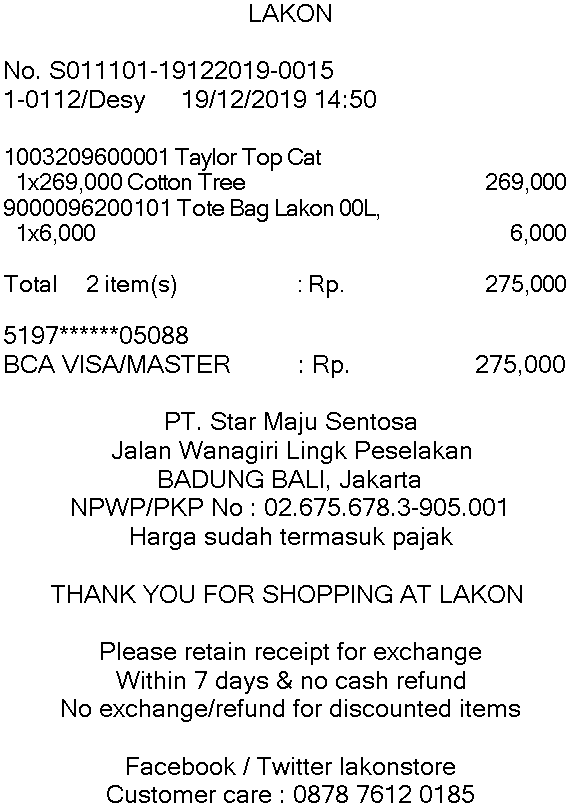 LAKON
No. S011101-19122019-0015
1-0112/Desy 19/12/2019 14:50
1003209600001 Taylor Top Cat
1x269,000 Cotton Tree 269,000
9000096200101 Tote Bag Lakon 00L,
1x6,000 6,000
Total 2 item(s) : Rp. 275,000
5197******05088
BCA VISA/MASTER : Rp. 275,000
PT. Star Maju Sentosa
Jalan Wanagiri Lingk Peselakan
BADUNG BALI, Jakarta
NPWP/PKP No : 02.675.678.3-905.001
Harga sudah termasuk pajak
THANK YOU FOR SHOPPING AT LAKON
Please retain receipt for exchange
Within 7 days & no cash refund
No exchange/refund for discounted items
Facebook / Twitter lakonstore
Customer care : 0878 7612 0185